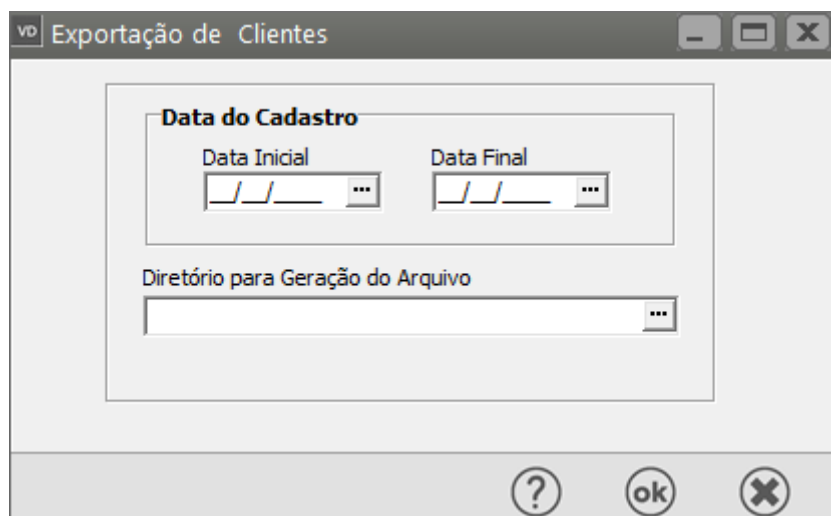 VD Exportação de Clientes
Data do Cadastro
Data Inicial Data Final
__/__/____ ... __/__/____ ...
Diretório para Geração do Arquivo
...
? ok